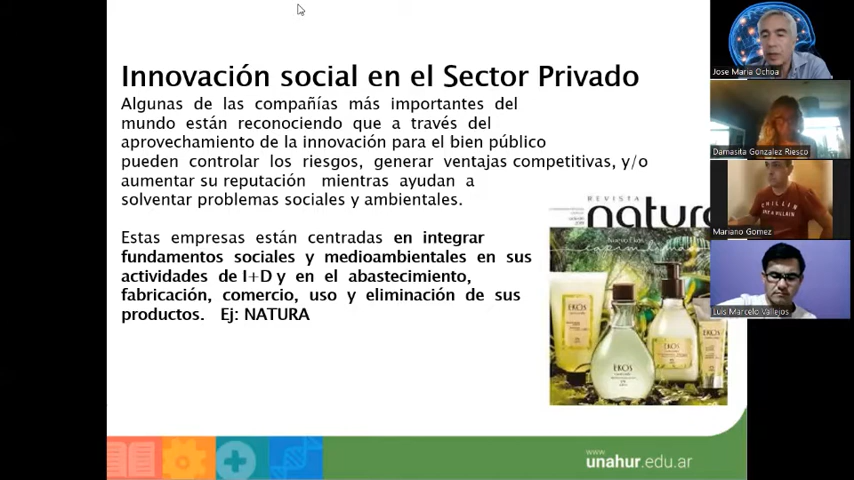 Innovación social en el Sector Privado
Algunas de las compañías más importantes del
mundo están reconociendo que a través del
aprovechamiento de la innovación para el bien público
pueden controlar los riesgos, generar ventajas competitivas, y/o
aumentar su reputación mientras ayudan a
solventar problemas sociales y ambientales.
Estas empresas están centradas en integrar
fundamentos sociales y medioambientales en sus
actividades de I+D y en el abastecimiento,
fabricación, comercio, uso y eliminación de sus
productos. Ej: NATURA
REVISTA
natura
EKOS
EKOS
EKOS
EKOS
www
unahur.edu.ar
Jose Maria Ochoa
Damasita Gonzalez Riesco
CHILLIN
Mariano Gomez
Luis Marcelo Vallejos